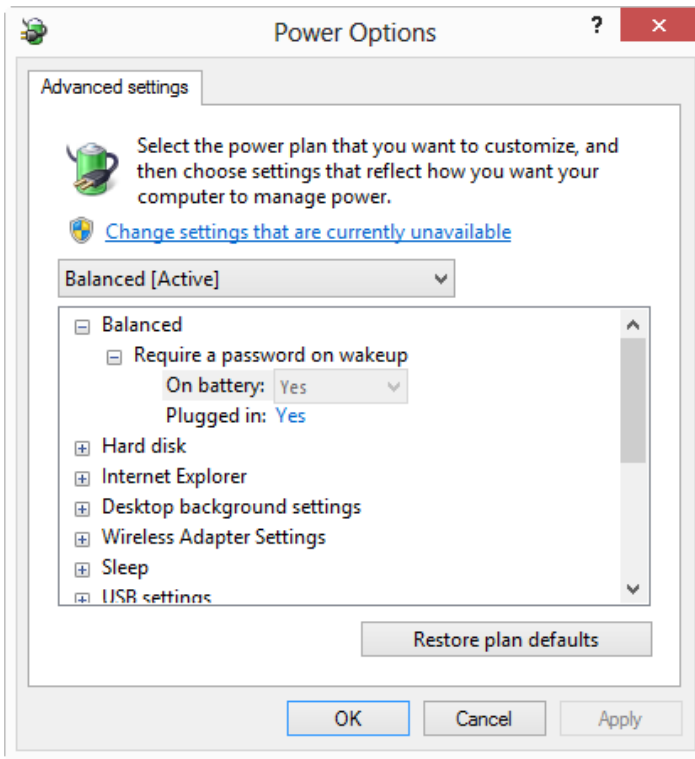 Power Options
?
Advanced settings
Select the power plan that you want to customize, and
then choose settings that reflect how you want your
computer to manage power.
Change settings that are currently unavailable
Balanced [Active]
Balanced
Require a password on wakeup
On battery: Yes
Plugged in: Yes
Hard disk
Internet Explorer
Desktop background settings
Wireless Adapter Settings
Sleep
USB settings
Restore plan defaults
OK Cancel Apply